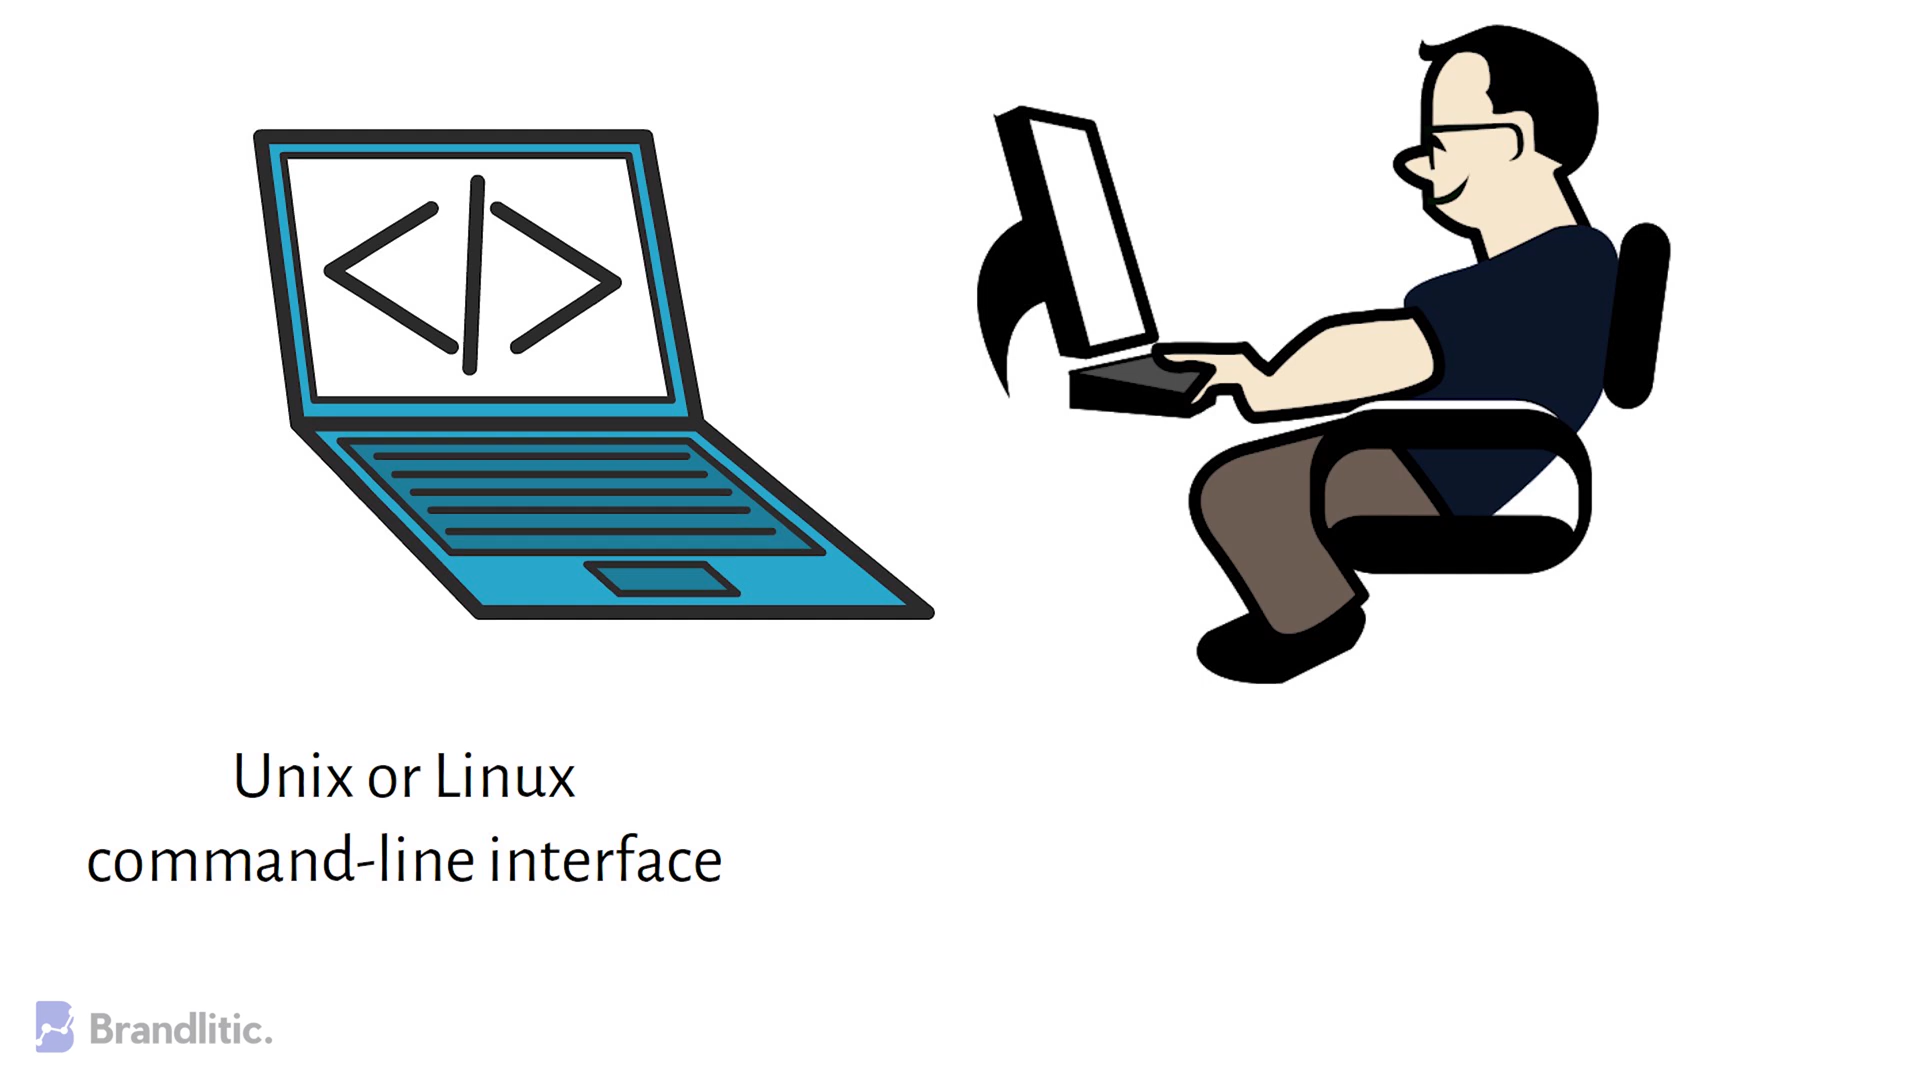 </>
Unix or Linux
command-line interface
Brandlitic.